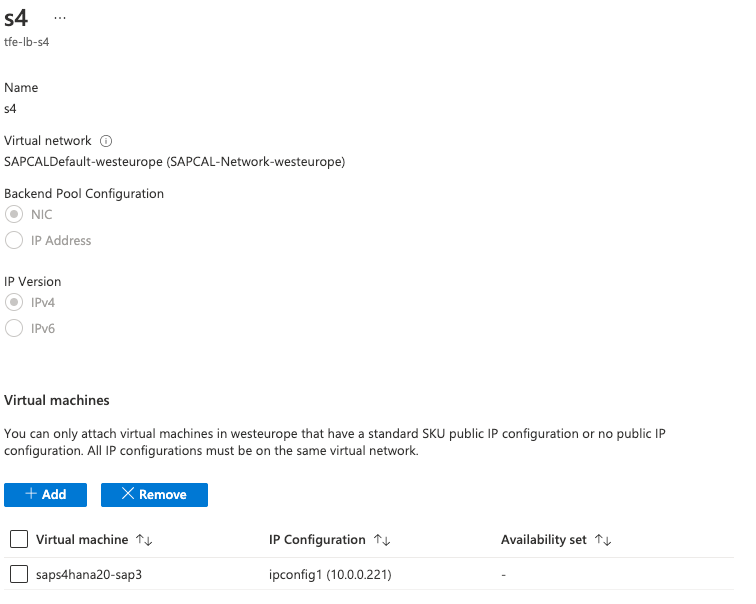 s4 ...
tfe-lb-s4
Name
s4
Virtual network
SAPCALDefault-westeurope (SAPCAL-Network-westeurope)
Backend Pool Configuration
NIC
IP Address
IP Version
IPv4
IPv6
Virtual machines
You can only attach virtual machines in westeurope that have a standard SKU public IP configuration or no public IP
configuration. All IP configurations must be on the same virtual network.
+ Add × Remove
Virtual machine ↑↓ IP Configuration ↑↓ Availability set ↑↓
saps4hana20-sap3 ipconfig1 (10.0.0.221) -